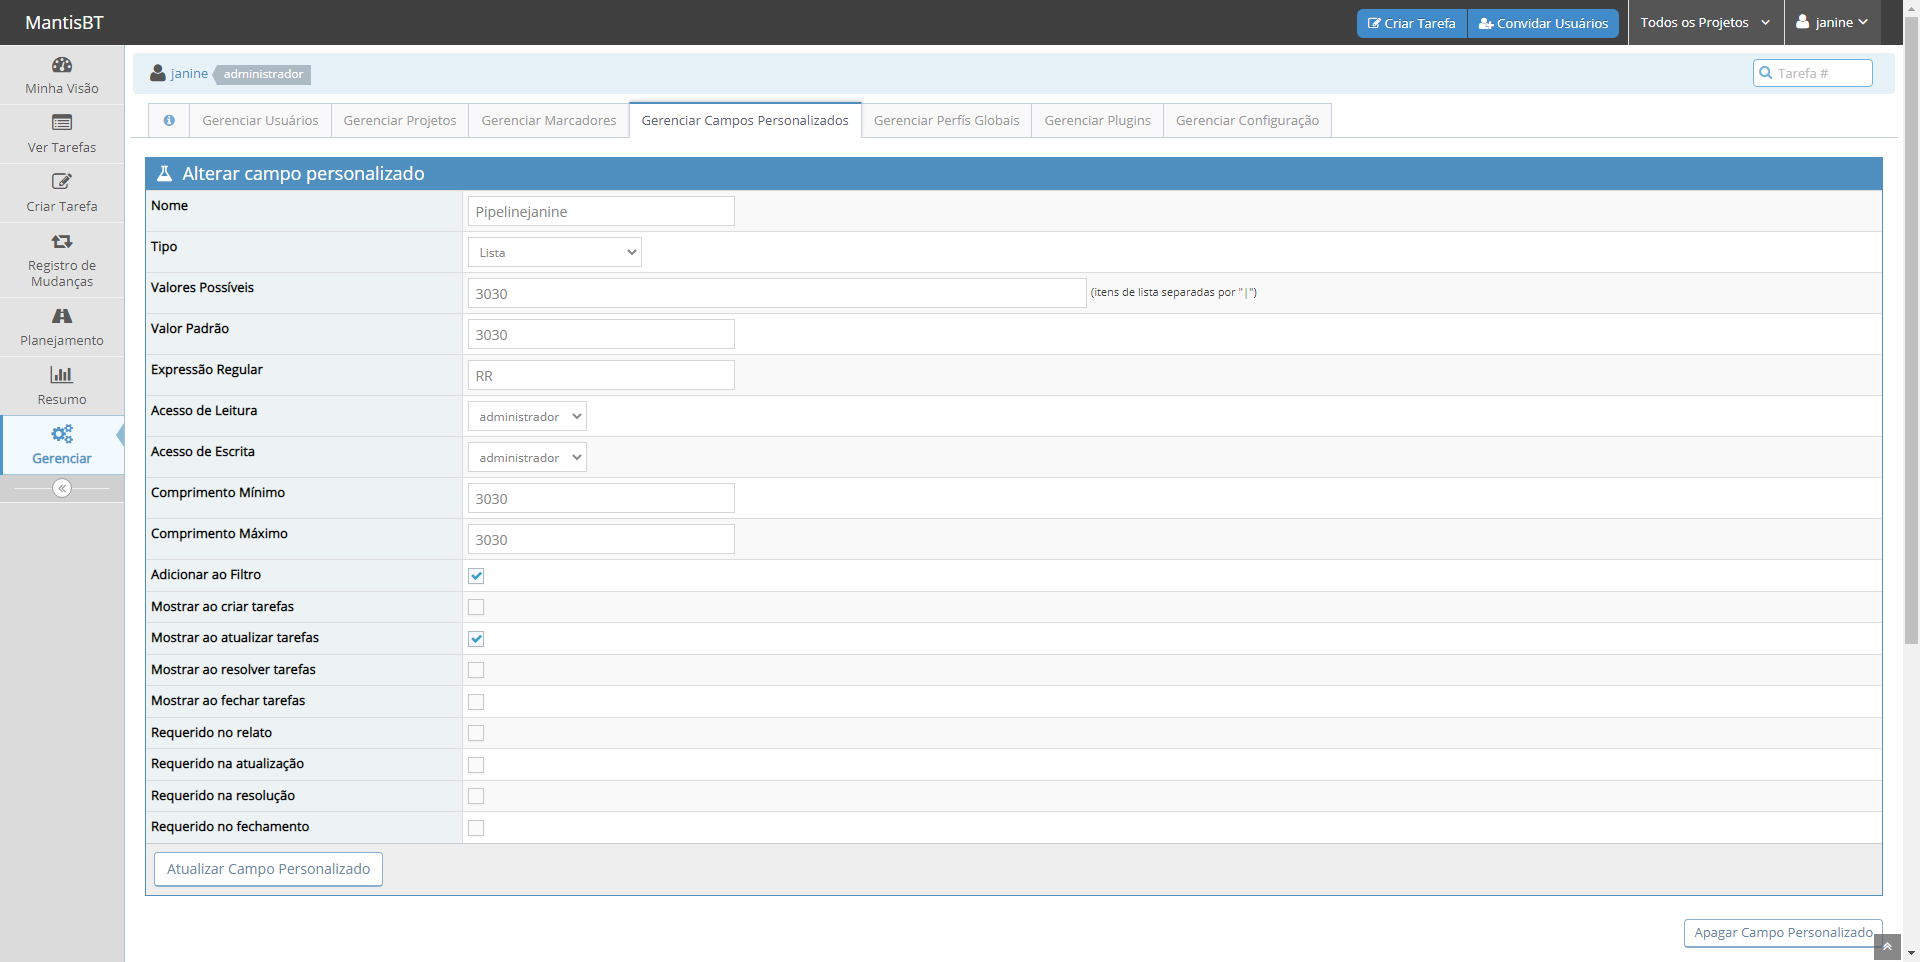 MantisBT
Criar Tarefa
Convidar Usuários
Todos os Projetos
janine
Minha Visão
Ver Tarefas
Criar Tarefa
Registro de
Mudanças
Planejamento
Resumo
Gerenciar
janine
administrador
Tarefa #
Gerenciar Usuários
Gerenciar Projetos
Gerenciar Marcadores
Gerenciar Campos Personalizados
Gerenciar Perfís Globais
Gerenciar Plugins
Gerenciar Configuração
Alterar campo personalizado
Nome
Pipelinejanine
Tipo
Lista
Valores Possíveis
3030
(itens de lista separadas por "|")
Valor Padrão
3030
Expressão Regular
RR
Acesso de Leitura
administrador
Acesso de Escrita
administrador
Comprimento Mínimo
3030
Comprimento Máximo
3030
Adicionar ao Filtro
Mostrar ao criar tarefas
Mostrar ao atualizar tarefas
Mostrar ao resolver tarefas
Mostrar ao fechar tarefas
Requerido no relato
Requerido na atualização
Requerido na resolução
Requerido no fechamento
Atualizar Campo Personalizado
Apagar Campo Personalizado